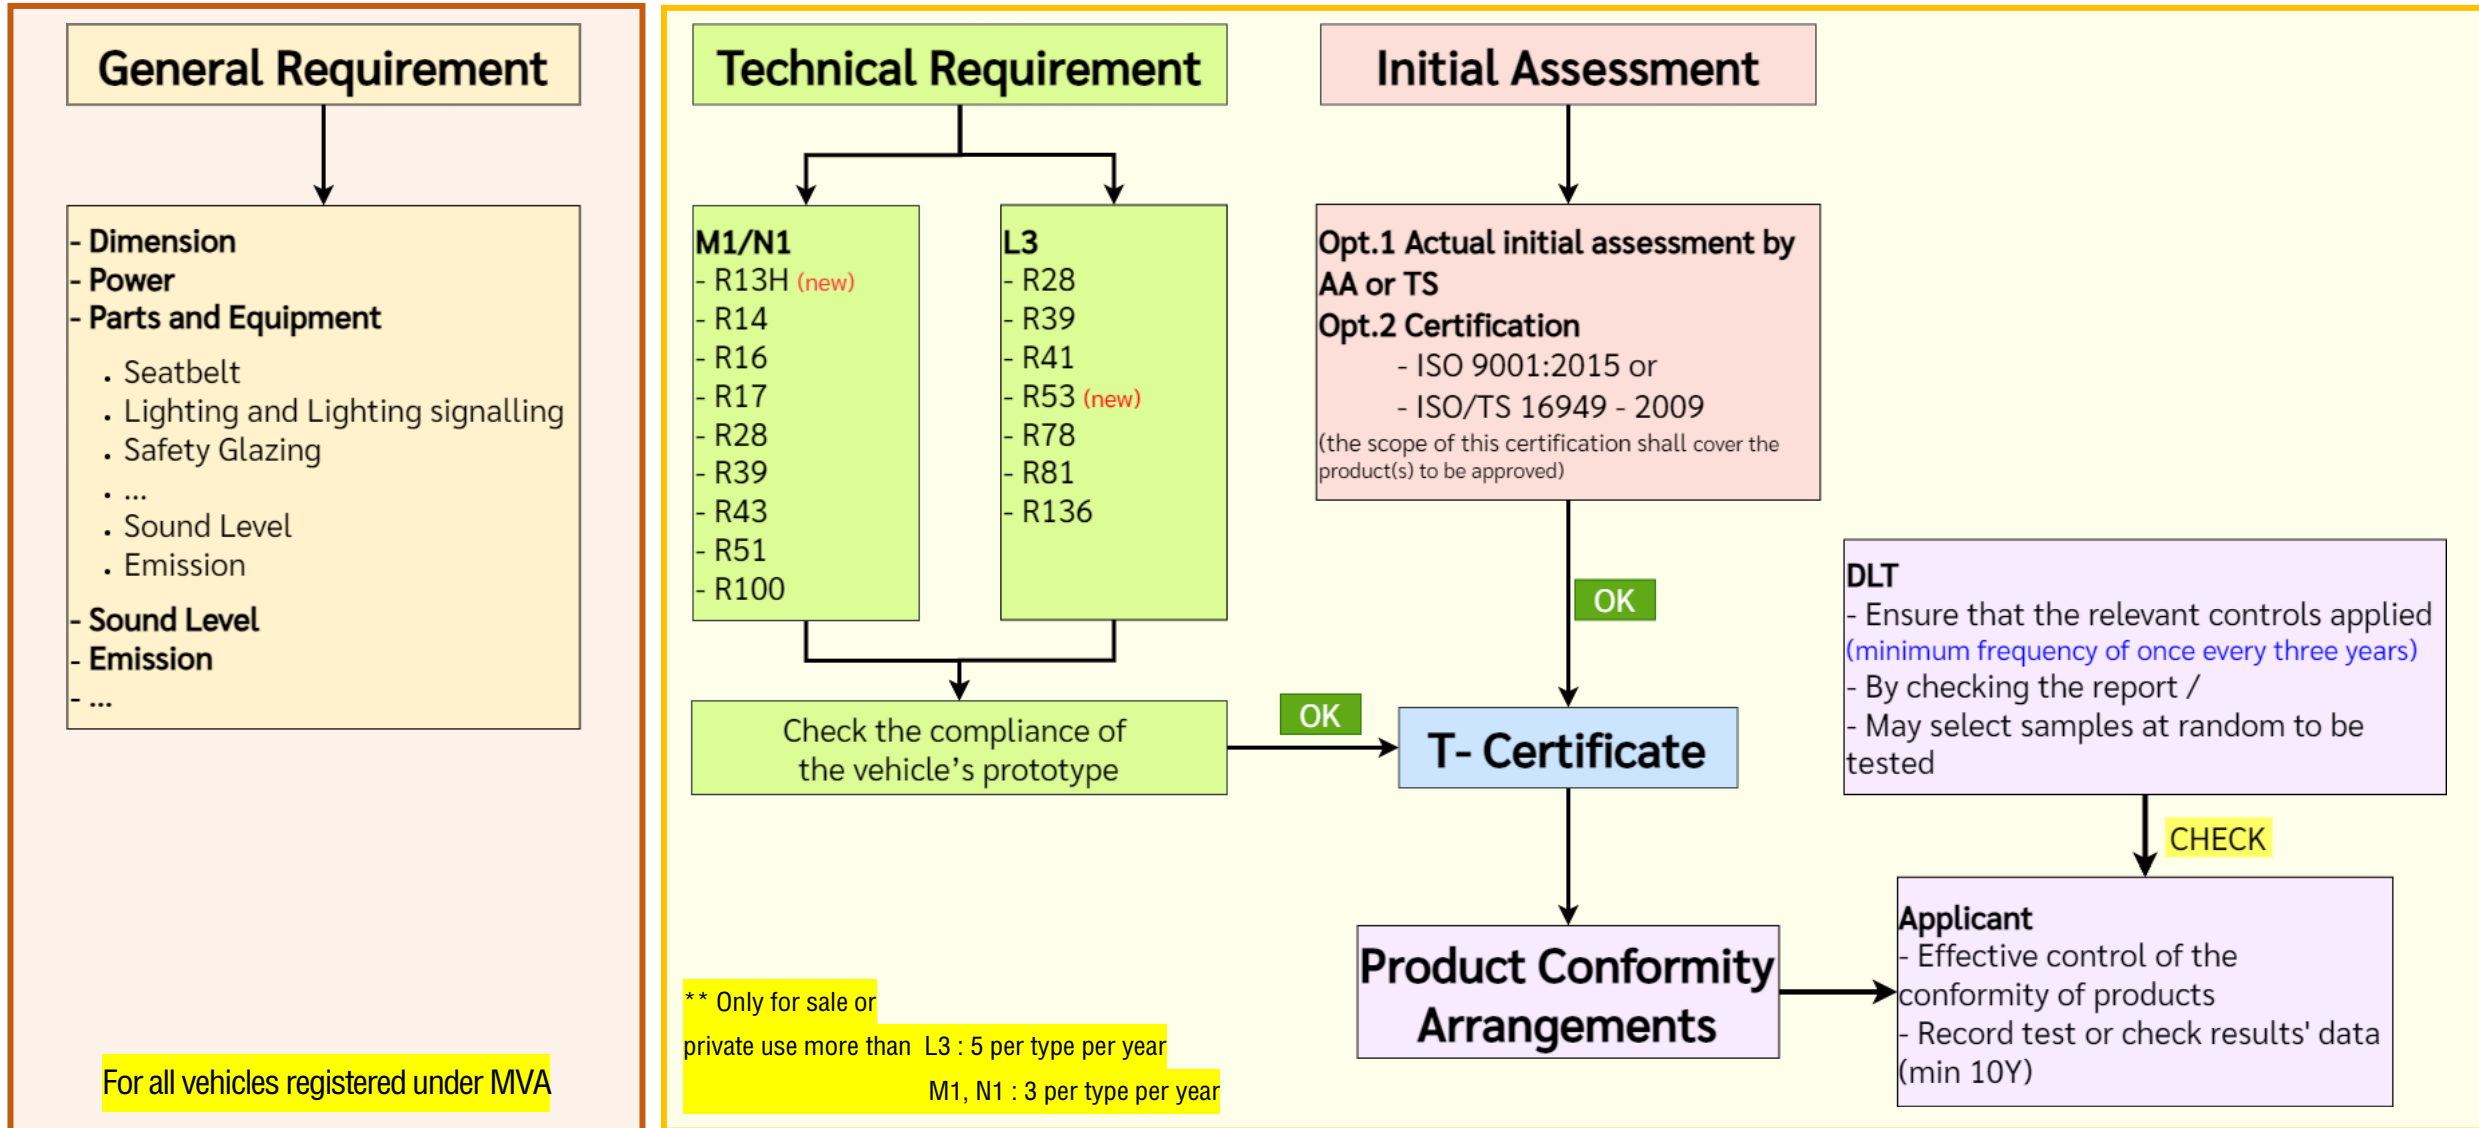 General Requirement
- Dimension
- Power
- Parts and Equipment
. Seatbelt
. Lighting and Lighting signalling
. Safety Glazing
. ...
. Sound Level
. Emission
- Sound Level
- Emission
- ...
For all vehicles registered under MVA
Technical Requirement
M1/N1
- R13H (new)
- R14
- R16
- R17
- R28
- R39
- R43
- R51
- R100
L3
- R28
- R39
- R41
- R53 (new)
- R78
- R81
- R136
Check the compliance of
the vehicle's prototype
OK
Initial Assessment
Opt.1 Actual initial assessment by
AA or TS
Opt.2 Certification
- ISO 9001:2015 or
- ISO/TS 16949 - 2009
(the scope of this certification shall cover the
product(s) to be approved)
OK
T- Certificate
Product Conformity
Arrangements
DLT
- Ensure that the relevant controls applied
(minimum frequency of once every three years)
- By checking the report /
- May select samples at random to be
tested
CHECK
Applicant
- Effective control of the
conformity of products
- Record test or check results' data
(min 10Y)
** Only for sale or
private use more than L3 : 5 per type per year
M1, N1 : 3 per type per year